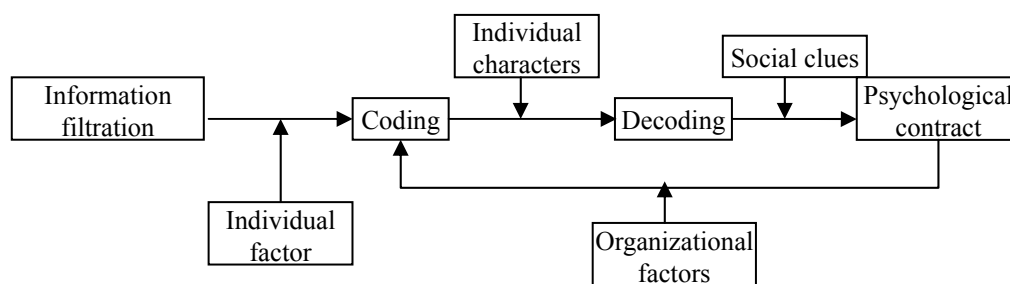 Individual
characters
Social clues
Information
filtration
Coding
Decoding
Psychological
contract
Individual
factor
Organizational
factors